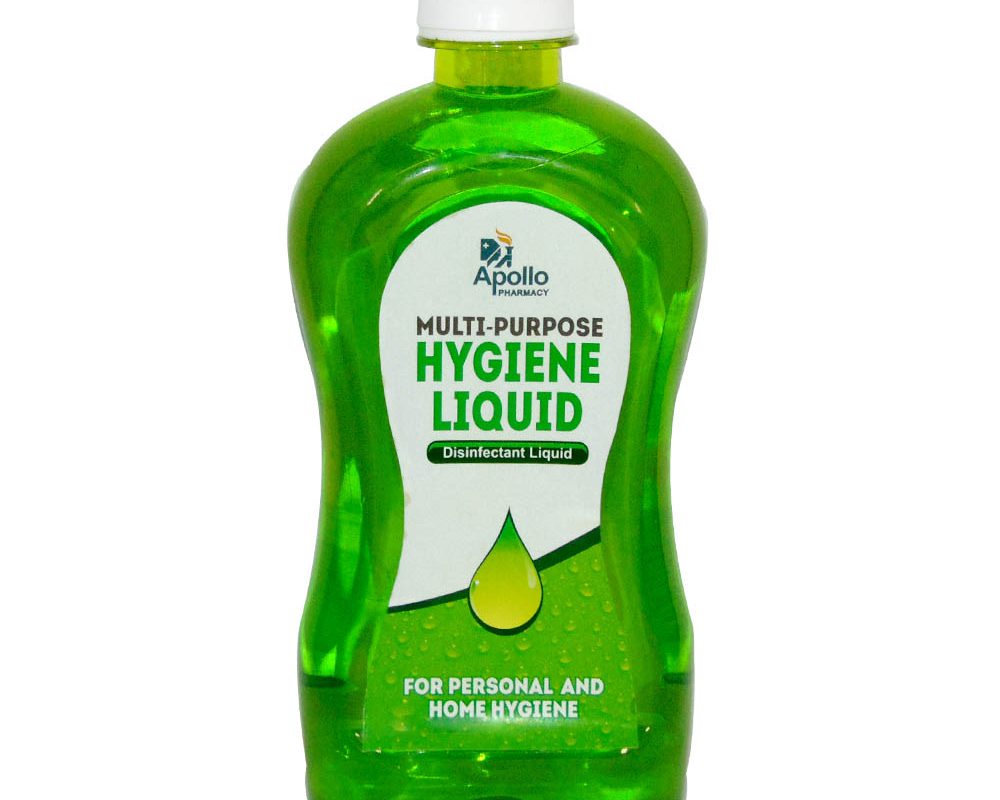 Apollo
PHARMACY
MULTI-PURPOSE
HYGIENE
LIQUID
Disinfectant Liquid
FOR PERSONAL AND
HOME HYGIENE